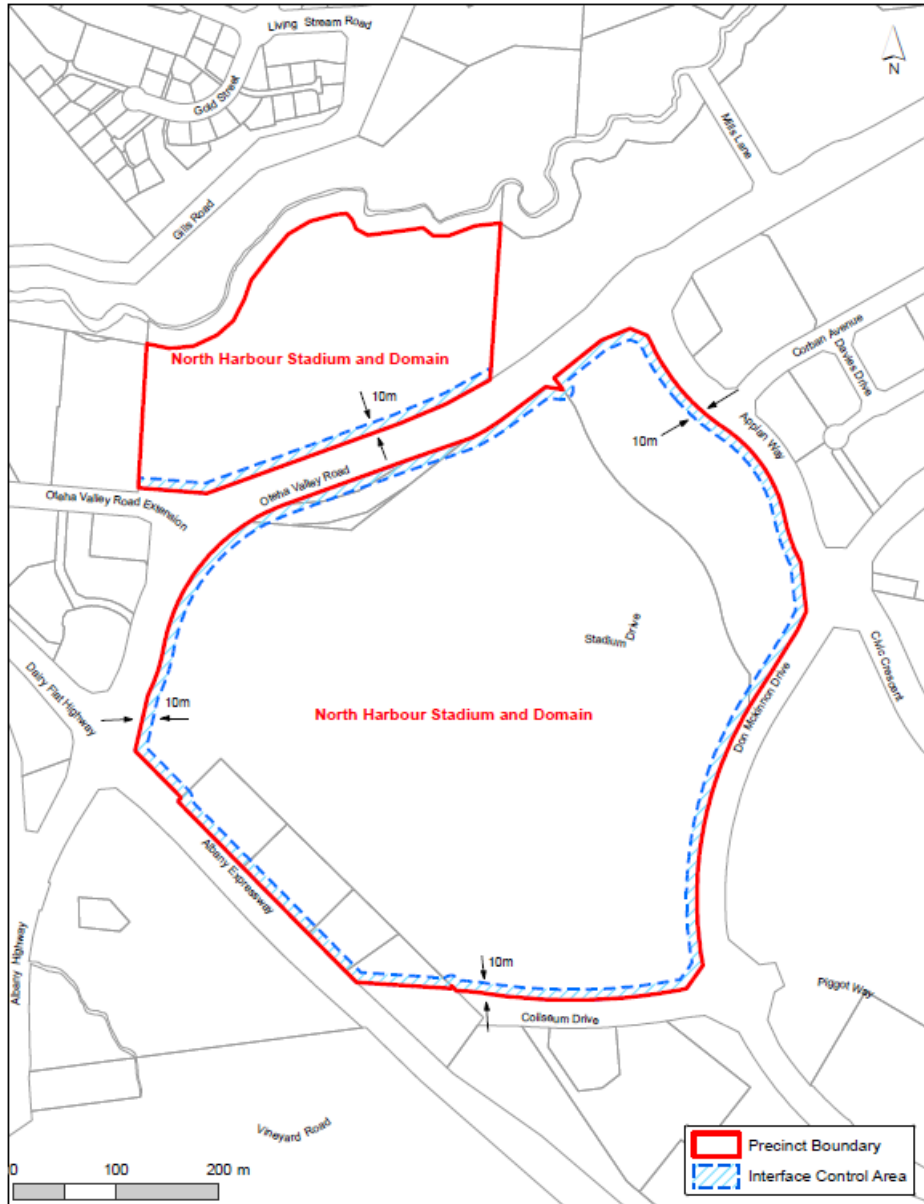 Living Stream Road
N
Gold Street
Mills Lane
Gills Road
North Harbour Stadium and Domain
Corban Avenue
Davies Drive
10m
10m
Appian Way
Oteha Valley Road
Oteha Valley Road Extension
Stadium Drive
Civic Crescent
Dairy Flat Highway
10m
North Harbour Stadium and Domain
Don Mckinnon Drive
Albany Expressway
Albany Highway
10m
Piggot Way
Coliseum Drive
Vineyard Road
Precinct Boundary
Interface Control Area
0 100 200 m